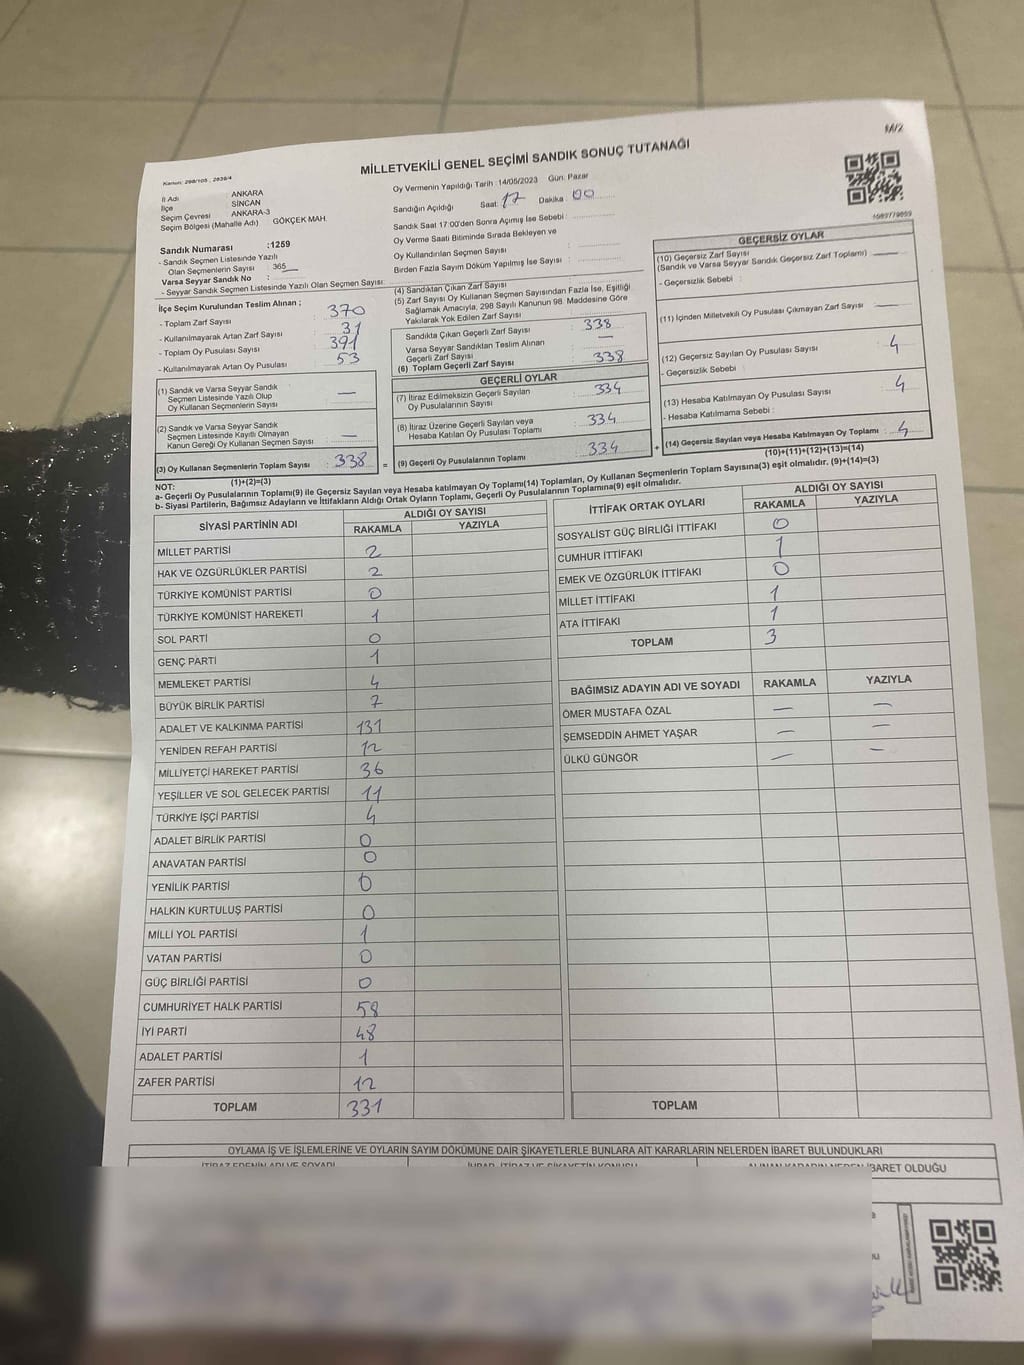 M/2
MİLLETVEKİLİ GENEL SEÇİMİ SANDIK SONUÇ TUTANAĞI
Kanun: 298/105 ; 2839/4
İl Adı : ANKARA
İlçe : SİNCAN
Seçim Çevresi : ANKARA-3
Seçim Bölgesi (Mahalle Adı) GÖKÇEK MAH.
Sandık Numarası :1259
- Sandık Seçmen Listesinde Yazılı
Olan Seçmenlerin Sayısı : 365
Varsa Seyyar Sandık No :
- Seyyar Sandık Seçmen Listesinde Yazılı Olan Seçmen Sayısı:
Oy Vermenin Yapıldığı Tarih :14/05/2023 Gün: Pazar
Sandığın Açıldığı Saat: 17 Dakika : 00
Sandık Saat 17:00'den Sonra Açımış İse Sebebi :
Oy Verme Saati Bitiminde Sırada Bekleyen ve
Oy Kullandırılan Seçmen Sayısı :
Birden Fazla Sayım Döküm Yapılmış İse Sayısı :
1089779859
İlçe Seçim Kurulundan Teslim Alınan ;
- Toplam Zarf Sayısı : 370
- Kullanılmayarak Artan Zarf Sayısı : 31
- Toplam Oy Pusulası Sayısı : 391
- Kullanılmayarak Artan Oy Pusulası : 53
(1) Sandık ve Varsa Seyyar Sandık
Seçmen Listesinde Yazılı Olup
Oy Kullanan Seçmenlerin Sayısı : —
(2) Sandık ve Varsa Seyyar Sandık
Seçmen Listesinde Kayıtlı Olmayan
Kanun Gereği Oy Kullanan Seçmen Sayısı : —
(3) Oy Kullanan Seçmenlerin Toplam Sayısı : 338
(1)+(2)=(3)
(4) Sandıktan Çıkan Zarf Sayısı :
(5) Zarf Sayısı Oy Kullanan Seçmen Sayısından Fazla İse, Eşitliği
Sağlamak Amacıyla, 298 Sayılı Kanunun 98. Maddesine Göre
Yakılarak Yok Edilen Zarf Sayısı :
Sandıkta Çıkan Geçerli Zarf Sayısı : 338
Varsa Seyyar Sandıktan Teslim Alınan
Geçerli Zarf Sayısı : —
(6) Toplam Geçerli Zarf Sayısı : 338
GEÇERLİ OYLAR
(7) İtiraz Edilmeksizin Geçerli Sayılan
Oy Pusulalarının Sayısı : 334
(8) İtiraz Üzerine Geçerli Sayılan veya
Hesaba Katılan Oy Pusulası Toplamı : 334
= (9) Geçerli Oy Pusulalarının Toplamı : 334 +
GEÇERSİZ OYLAR
(10) Geçersiz Zarf Sayısı
(Sandık ve Varsa Seyyar Sandık Geçersiz Zarf Toplamı) —
- Geçersizlik Sebebi :
(11) İçinden Milletvekili Oy Pusulası Çıkmayan Zarf Sayısı —
(12) Geçersiz Sayılan Oy Pusulası Sayısı : 4
- Geçersizlik Sebebi :
(13) Hesaba Katılmayan Oy Pusulası Sayısı : 4
- Hesaba Katılmama Sebebi :
(14) Geçersiz Sayılan veya Hesaba Katılmayan Oy Toplamı : 4
(10)+(11)+(12)+(13)=(14)
NOT:
a- Geçerli Oy Pusulalarının Toplamı(9) ile Geçersiz Sayılan veya Hesaba katılmayan Oy Toplamı(14) Toplamları, Oy Kullanan Seçmenlerin Toplam Sayısına(3) eşit olmalıdır. (9)+(14)=(3)
b- Siyasi Partilerin, Bağımsız Adayların ve İttifakların Aldığı Ortak Oyların Toplamı, Geçerli Oy Pusulalarının Toplamına(9) eşit olmalıdır.
SİYASİ PARTİNİN ADI ALDIĞI OY SAYISI
RAKAMLA YAZIYLA
MİLLET PARTİSİ 2
HAK VE ÖZGÜRLÜKLER PARTİSİ 2
TÜRKİYE KOMÜNİST PARTİSİ 0
TÜRKİYE KOMÜNİST HAREKETİ 1
SOL PARTİ 0
GENÇ PARTİ 1
MEMLEKET PARTİSİ 4
BÜYÜK BİRLİK PARTİSİ 7
ADALET VE KALKINMA PARTİSİ 131
YENİDEN REFAH PARTİSİ 12
MİLLİYETÇİ HAREKET PARTİSİ 36
YEŞİLLER VE SOL GELECEK PARTİSİ 11
TÜRKİYE İŞÇİ PARTİSİ 4
ADALET BİRLİK PARTİSİ 0
ANAVATAN PARTİSİ 0
YENİLİK PARTİSİ 0
HALKIN KURTULUŞ PARTİSİ 0
MİLLİ YOL PARTİSİ 1
VATAN PARTİSİ 0
GÜÇ BİRLİĞİ PARTİSİ 0
CUMHURİYET HALK PARTİSİ 58
İYİ PARTİ 48
ADALET PARTİSİ 1
ZAFER PARTİSİ 12
TOPLAM 331
İTTİFAK ORTAK OYLARI ALDIĞI OY SAYISI
RAKAMLA YAZIYLA
SOSYALİST GÜÇ BİRLİĞİ İTTİFAKI 0
CUMHUR İTTİFAKI 1
EMEK VE ÖZGÜRLÜK İTTİFAKI 0
MİLLET İTTİFAKI 1
ATA İTTİFAKI 1
TOPLAM 3
BAĞIMSIZ ADAYIN ADI VE SOYADI RAKAMLA YAZIYLA
ÖMER MUSTAFA ÖZAL — —
ŞEMSEDDİN AHMET YAŞAR — —
ÜLKÜ GÜNGÖR — —
TOPLAM
OYLAMA İŞ VE İŞLEMLERİNE VE OYLARIN SAYIM DÖKÜMÜNE DAİR ŞİKAYETLERLE BUNLARA AİT KARARLARIN NELERDEN İBARET BULUNDUKLARI
İTİRAZ EDENİN ADI VE SOYADI
OLDUĞU